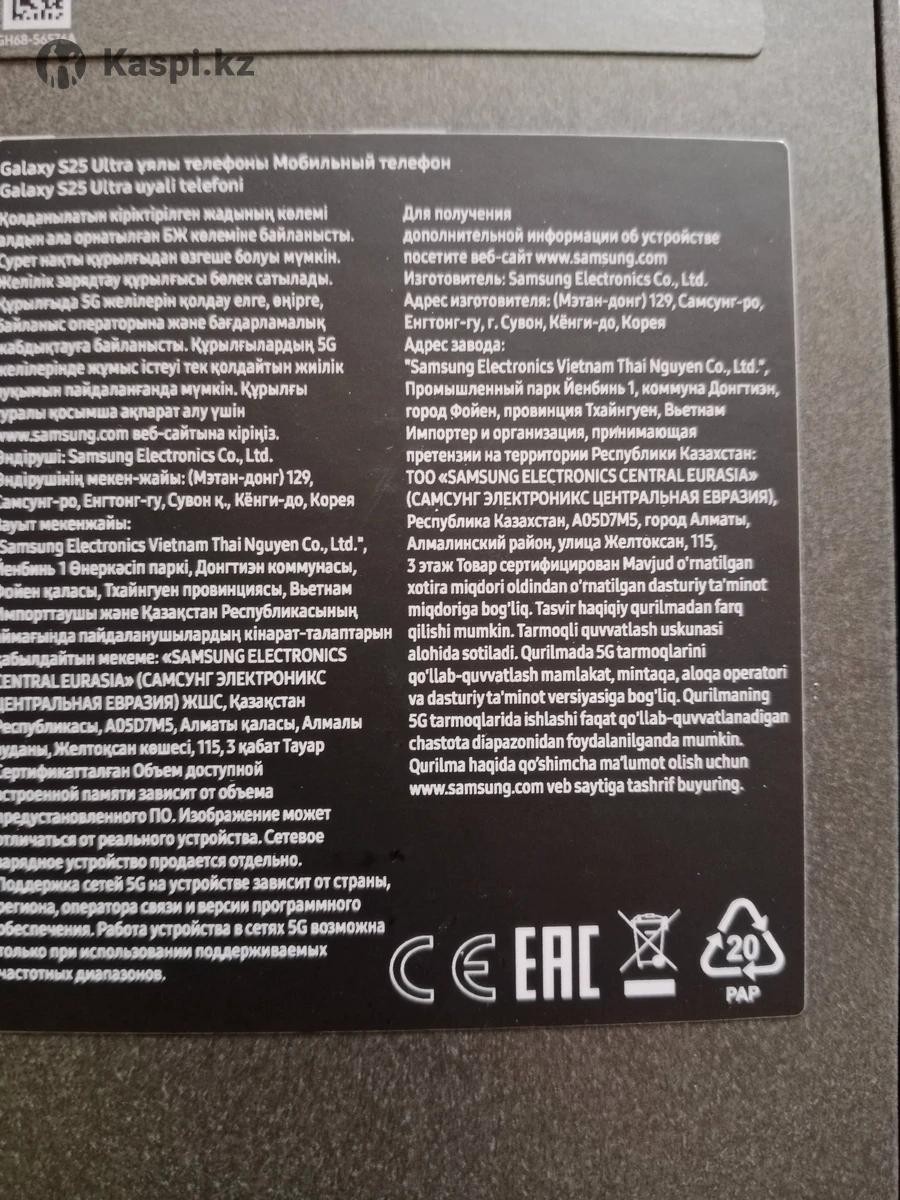 GH68-56576A
Kaspi.kz
Galaxy S25 Ultra ұялы телефоны Мобильный телефон
Galaxy S25 Ultra uyali telefoni
Қолданылатын кіріктірілген жадының көлемі
алдын ала орнатылған БЖ көлеміне байланысты.
Сурет нақты құрылғыдан өзгеше болуы мүмкін.
Желілік зарядтау құрылғысы бөлек сатылады.
Құрылғыда 5G желілерін қолдау елге, өңірге,
байланыс операторына және бағдарламалық
жабдықтауға байланысты. Құрылғылардың 5G
желілерінде жұмыс істеуі тек қолдайтын жиілік
ауқымын пайдаланғанда мүмкін. Құрылғы
туралы қосымша ақпарат алу үшін
www.samsung.com веб-сайтына кіріңіз.
Өндіруші: Samsung Electronics Co., Ltd.
Өндірушінің мекен-жайы: (Мэтан-донг) 129,
Самсунг-ро, Енгтонг-гу, Сувон қ., Кёнги-до, Корея
Зауыт мекенжайы:
"Samsung Electronics Vietnam Thai Nguyen Co., Ltd.",
Йенбинь 1 Өнеркәсіп паркі, Донгтиэн коммунасы,
Фойен қаласы, Тхайнгуен провинциясы, Вьетнам
Импорттаушы және Қазақстан Республикасының
аймағында пайдаланушылардың кінарат-талаптарын
қабылдайтын мекеме: «SAMSUNG ELECTRONICS
CENTRAL EURASIA» (САМСУНГ ЭЛЕКТРОНИКС
ЦЕНТРАЛЬНАЯ ЕВРАЗИЯ) ЖШС, Қазақстан
Республикасы, A05D7M5, Алматы қаласы, Алмалы
ауданы, Желтоқсан көшесі, 115, 3 қабат Тауар
Сертификатталған Объем доступной
встроенной памяти зависит от объема
предустановленного ПО. Изображение может
отличаться от реального устройства. Сетевое
зарядное устройство продается отдельно.
Поддержка сетей 5G на устройстве зависит от страны,
региона, оператора связи и версии программного
обеспечения. Работа устройства в сетях 5G возможна
только при использовании поддерживаемых
частотных диапазонов.
Для получения
дополнительной информации об устройстве
посетите веб-сайт www.samsung.com
Изготовитель: Samsung Electronics Co., Ltd.
Адрес изготовителя: (Мэтан-донг) 129, Самсунг-ро,
Енгтонг-гу, г. Сувон, Кёнги-до, Корея
Адрес завода:
"Samsung Electronics Vietnam Thai Nguyen Co., Ltd.",
Промышленный парк Йенбинь 1, коммуна Донгтиэн,
город Фойен, провинция Тхайнгуен, Вьетнам
Импортер и организация, принимающая
претензии на территории Республики Казахстан:
ТОО «SAMSUNG ELECTRONICS CENTRAL EURASIA»
(САМСУНГ ЭЛЕКТРОНИКС ЦЕНТРАЛЬНАЯ ЕВРАЗИЯ),
Республика Казахстан, A05D7M5, город Алматы,
Алмалинский район, улица Желтоксан, 115,
3 этаж Товар сертифицирован Mavjud o'rnatilgan
xotira miqdori oldindan o'rnatilgan dasturiy ta'minot
miqdoriga bog'liq. Tasvir haqiqiy qurilmadan farq
qilishi mumkin. Tarmoqli quvvatlash uskunasi
alohida sotiladi. Qurilmada 5G tarmoqlarini
qo'llab-quvvatlash mamlakat, mintaqa, aloqa operatori
va dasturiy ta'minot versiyasiga bog'liq. Qurilmaning
5G tarmoqlarida ishlashi faqat qo'llab-quvvatlanadigan
chastota diapazonidan foydalanilganda mumkin.
Qurilma haqida qo'shimcha ma'lumot olish uchun
www.samsung.com veb saytiga tashrif buyuring.
CE EAC
20
PAP